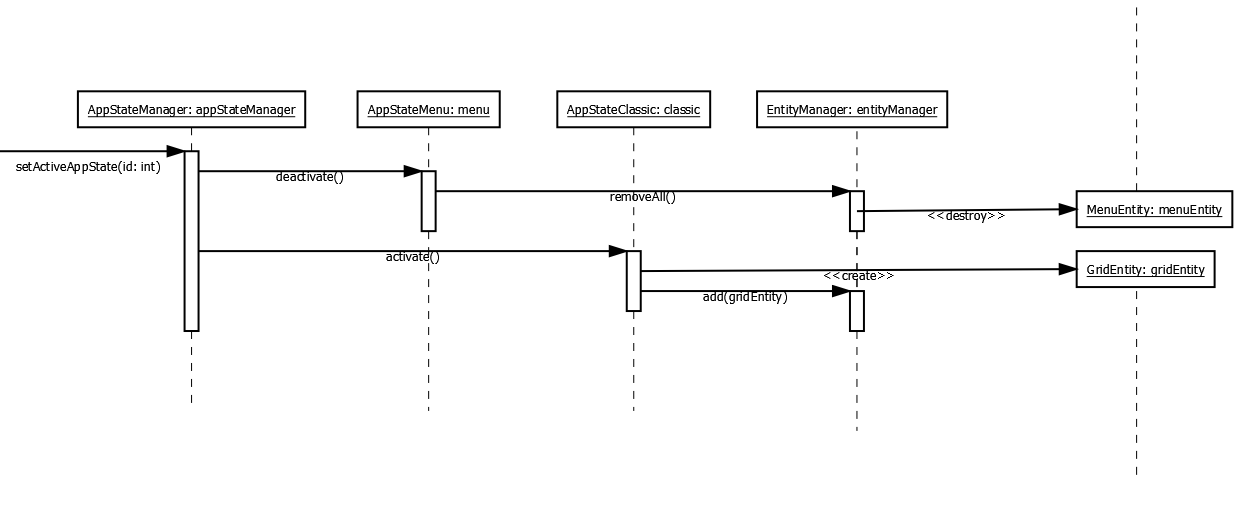 AppStateManager: appStateManager
AppStateMenu: menu
AppStateClassic: classic
EntityManager: entityManager
setActiveAppState(id: int)
deactivate()
removeAll()
<<destroy>>
MenuEntity: menuEntity
activate()
<<create>>
GridEntity: gridEntity
add(gridEntity)